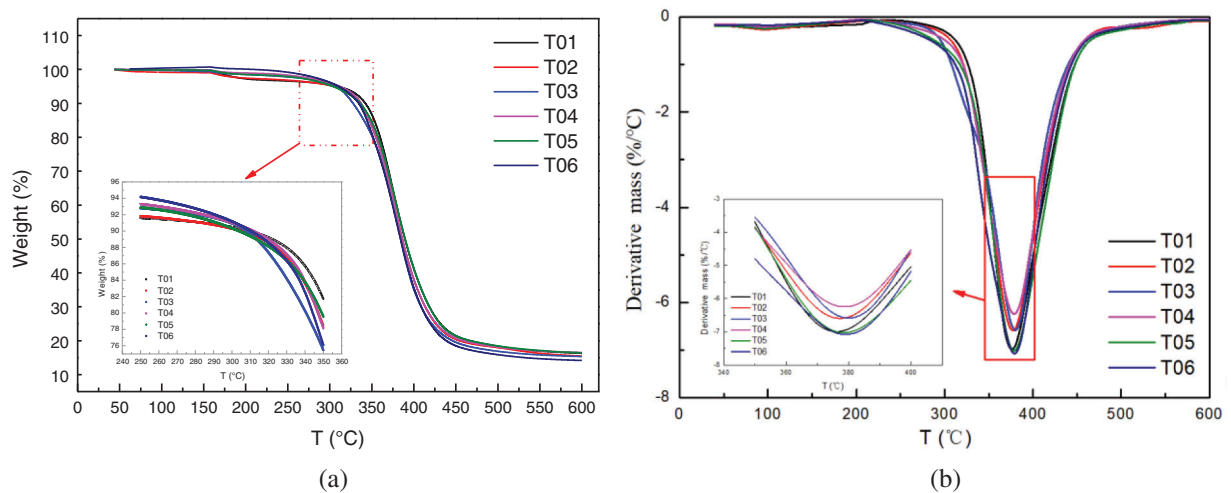 110
100
90
80
70
60
50
40
30
20
10
Weight (%)
T01
T02
T03
T04
T05
T06
96
94
92
90
88
86
84
82
80
78
76
Weight (%)
T01
T02
T03
T04
T05
T06
240 250 260 270 280 290 300 310 320 330 340 350 360
T (°C)
0 50 100 150 200 250 300 350 400 450 500 550 600
T (°C)
(a)
0
-2
-4
-6
-8
Derivative mass (%/°C)
-3
-4
-5
-6
-7
-8
Derivative mass (%/℃)
T01
T02
T03
T04
T05
T06
340 360 380 400
T(℃)
T01
T02
T03
T04
T05
T06
0 100 200 300 400 500 600
T (℃)
(b)